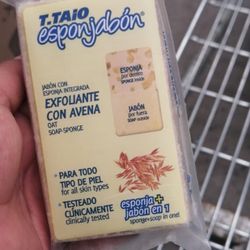 T.TAIO
esponjabón
JABÓN CON
ESPONJA INTEGRADA
EXFOLIANTE
CON AVENA
OAT
SOAP-SPONGE
ESPONJA
por dentro
SPONGE INSIDE
JABÓN
por fuera
SOAP OUTSIDE
• PARA TODO
TIPO DE PIEL
for all skin types
• TESTEADO
CLÍNICAMENTE
clinically tested
esponja +
jabón en 1
sponge+soap in one!